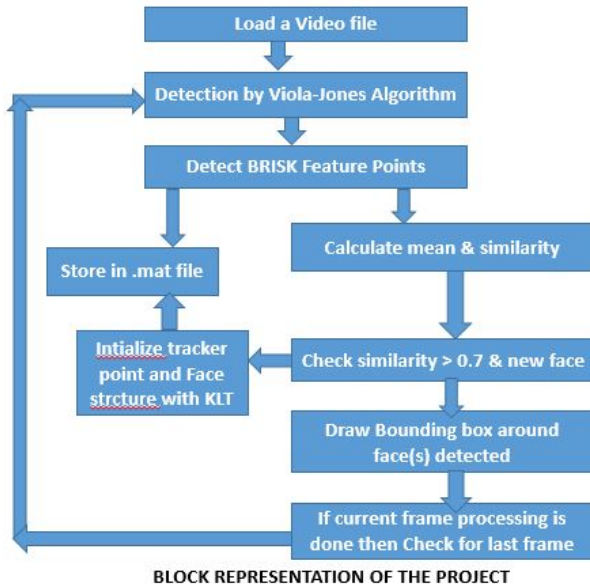 Load a Video file
Detection by Viola-Jones Algorithm
Detect BRISK Feature Points
Calculate mean & similarity
Store in .mat file
Intialize tracker
point and Face
strcture with KLT
Check similarity > 0.7 & new face
Draw Bounding box around
face(s) detected
If current frame processing is
done then Check for last frame
BLOCK REPRESENTATION OF THE PROJECT